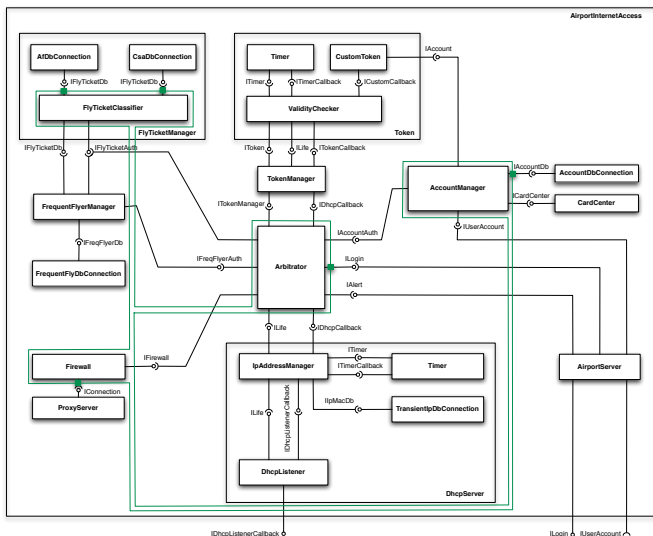 AirportInternetAccess
AfDbConnection
CsaDbConnection
IFlyTicketDb
IFlyTicketDb
FlyTicketClassifier
FlyTicketManager
IFlyTicketDb
IFlyTicketAuth
FrequentFlyerManager
IFreqFlyerDb
FrequentFlyDbConnection
Timer
CustomToken
ITimer
ITimerCallback
ICustomCallback
ValidityChecker
Token
IToken
ILife
ITokenCallback
TokenManager
ITokenManager
IDhcpCallback
IAccount
AccountManager
IAccountDb
AccountDbConnection
ICardCenter
CardCenter
IUserAccount
IAccountAuth
Arbitrator
IFreqFlyerAuth
ILogin
IAlert
ILife
IDhcpCallback
Firewall
IFirewall
IConnection
ProxyServer
IpAddressManager
ITimer
ITimerCallback
Timer
IIpMacDb
TransientIpDbConnection
ILife
IDhcpListenerCallback
DhcpListener
DhcpServer
AirportServer
IDhcpListenerCallback
ILogin
IUserAccount